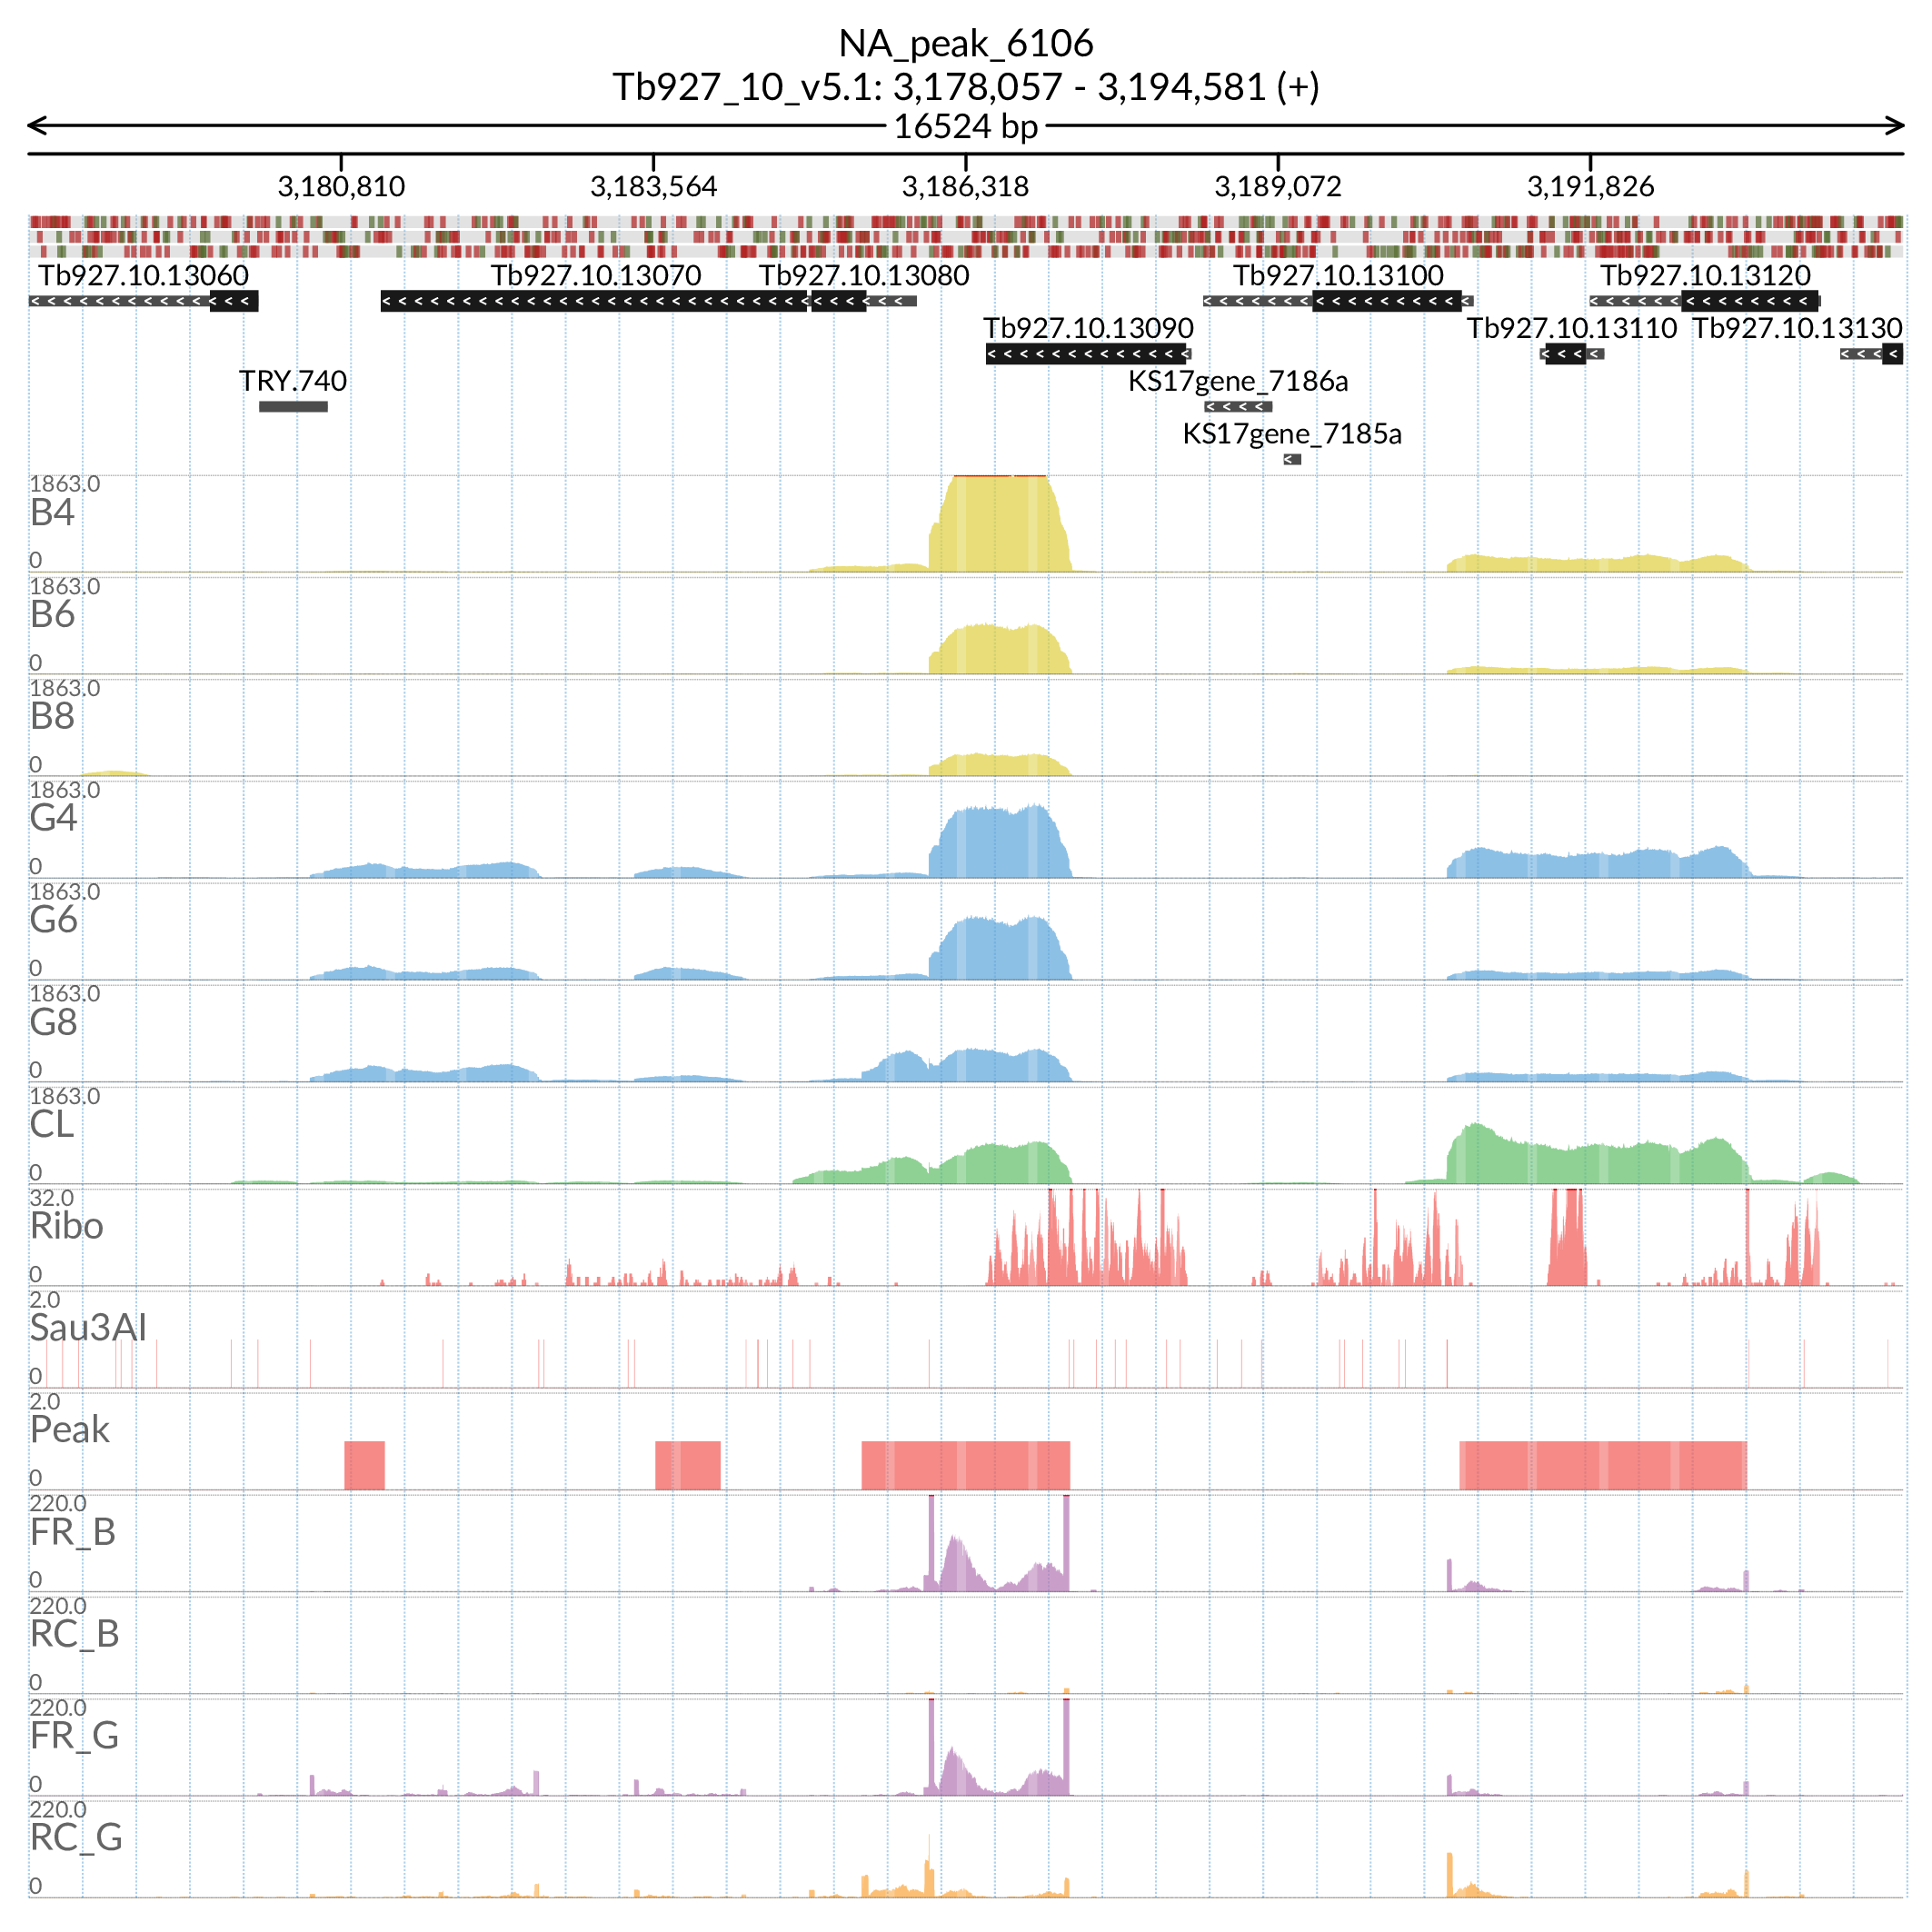 NA_peak_6106
Tb927_10_v5.1: 3,178,057 - 3,194,581 (+)
16524 bp
3,180,810 3,183,564 3,186,318 3,189,072 3,191,826
Tb927.10.13060 Tb927.10.13070 Tb927.10.13080 Tb927.10.13100 Tb927.10.13120
Tb927.10.13090 Tb927.10.13110 Tb927.10.13130
TRY.740 KS17gene_7186a
KS17gene_7185a
1863.0
B4
0
1863.0
B6
0
1863.0
B8
0
1863.0
G4
0
1863.0
G6
0
1863.0
G8
0
1863.0
CL
0
32.0
Ribo
0
2.0
Sau3AI
0
2.0
Peak
0
220.0
FR_B
0
220.0
RC_B
0
220.0
FR_G
0
220.0
RC_G
0